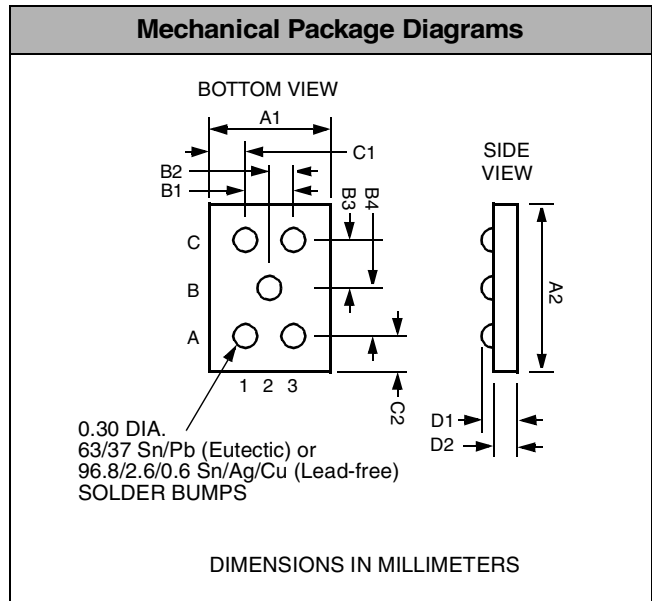 Mechanical Package Diagrams
BOTTOM VIEW
A1
C1
B2
B1
B3
B4
SIDE
VIEW
C
B
A
A2
1 2 3
C2
D1
D2
0.30 DIA.
63/37 Sn/Pb (Eutectic) or
96.8/2.6/0.6 Sn/Ag/Cu (Lead-free)
SOLDER BUMPS
DIMENSIONS IN MILLIMETERS